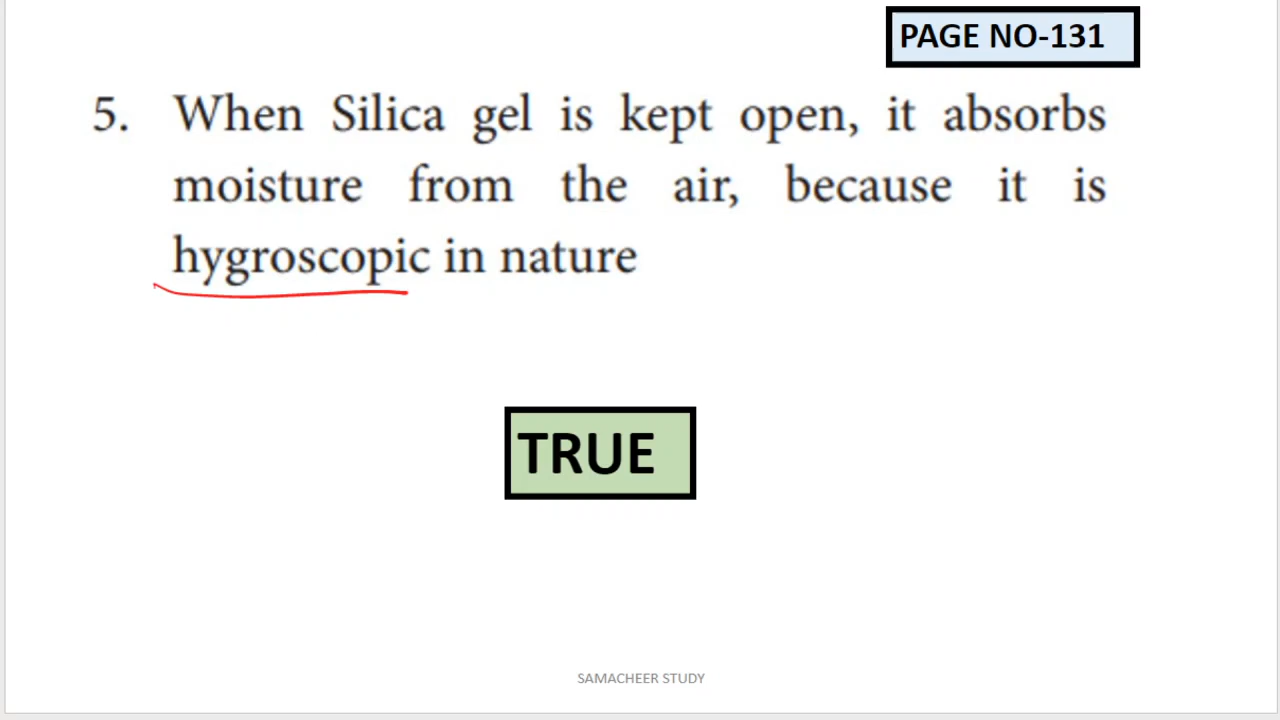 PAGE NO-131
5. When Silica gel is kept open, it absorbs
moisture from the air, because it is
hygroscopic in nature
TRUE
SAMACHEER STUDY